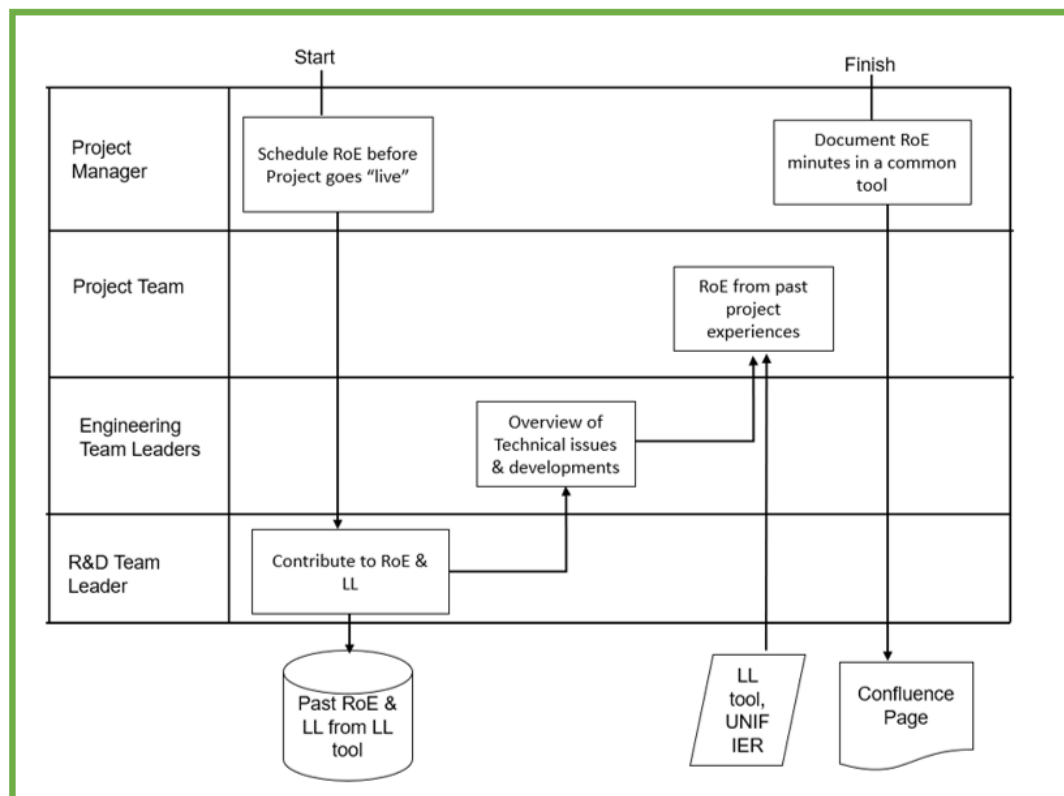 Start
Finish
Project
Manager
Schedule RoE before
Project goes "live"
Document RoE
minutes in a common
tool
Project Team
RoE from past
project
experiences
Engineering
Team Leaders
Overview of
Technical issues
& developments
R&D Team
Leader
Contribute to RoE &
LL
Past RoE &
LL from LL
tool
LL
tool,
UNIF
IER
Confluence
Page